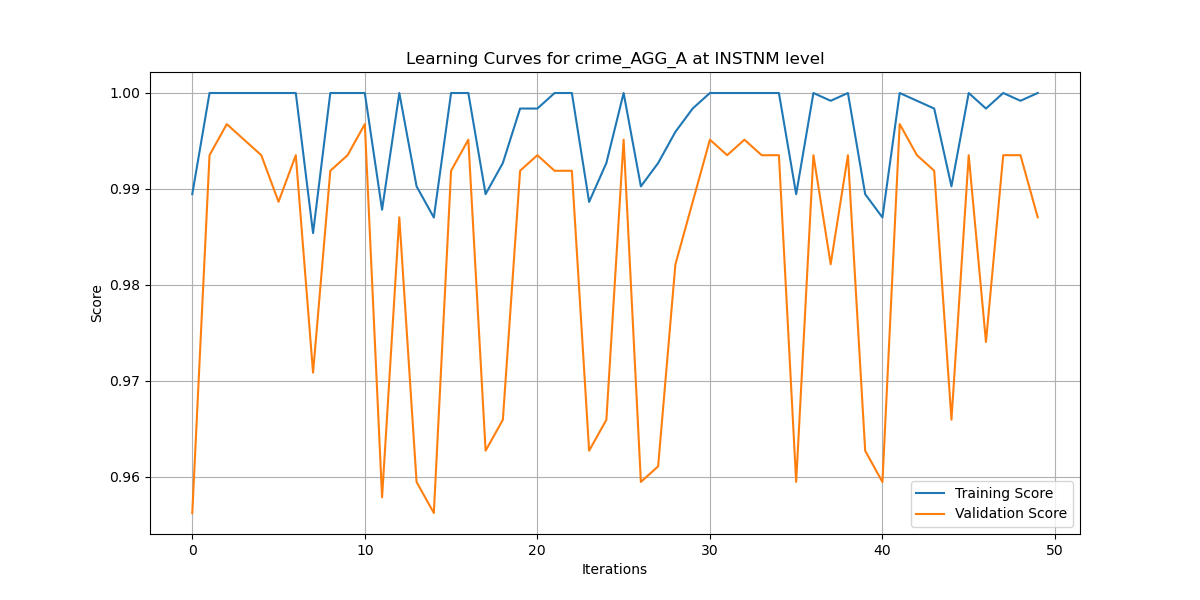 Learning Curves for crime_AGG_A at INSTNM level
1.00
0.99
0.98
0.97
0.96
Score
0
10
20
30
40
50
Iterations
Training Score
Validation Score